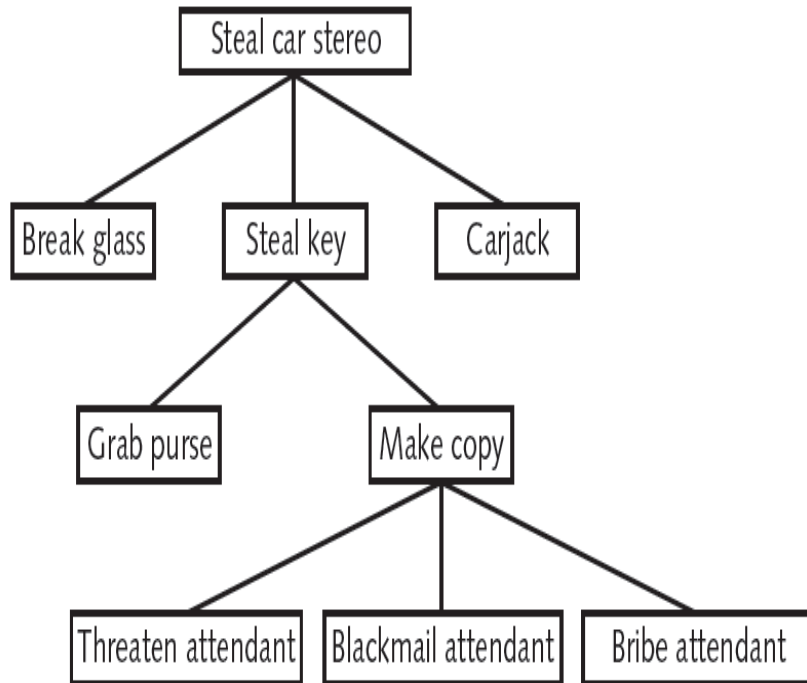 Steal car stereo
Break glass
Steal key
Carjack
Grab purse
Make copy
Threaten attendant
Blackmail attendant
Bribe attendant